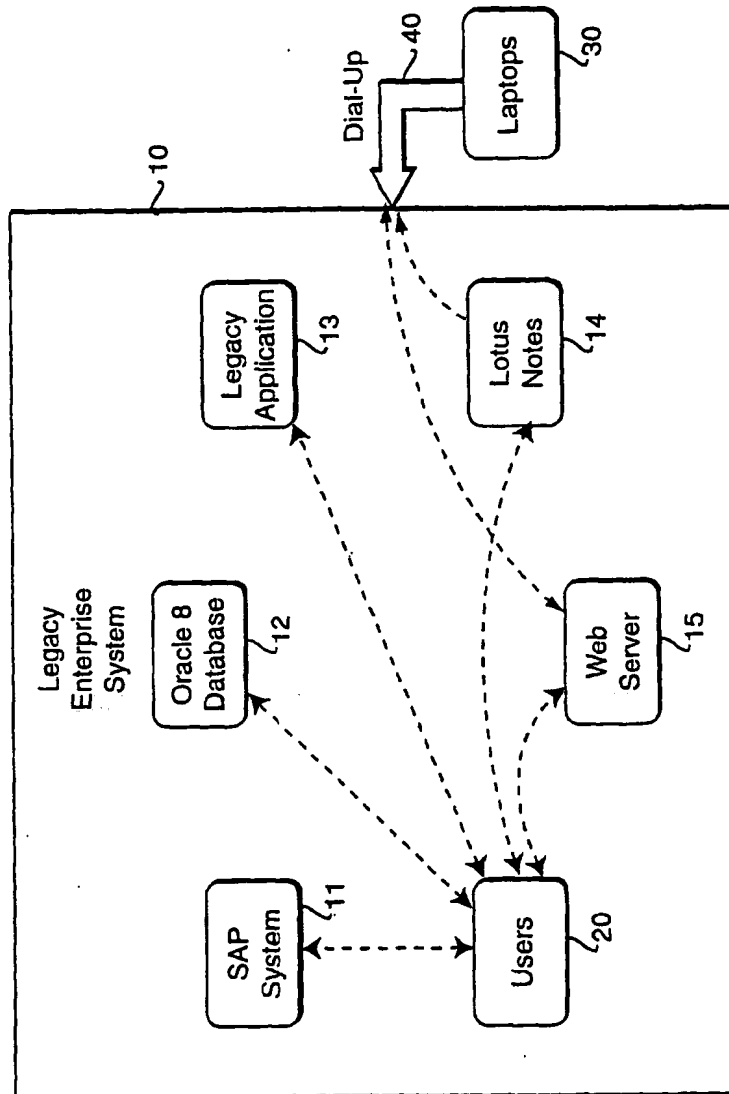 Legacy
Enterprise
System
10
SAP
System
11
Oracle 8
Database
12
Legacy
Application
13
Dial-Up
40
Laptops
30
Users
20
Web
Server
15
Lotus
Notes
14